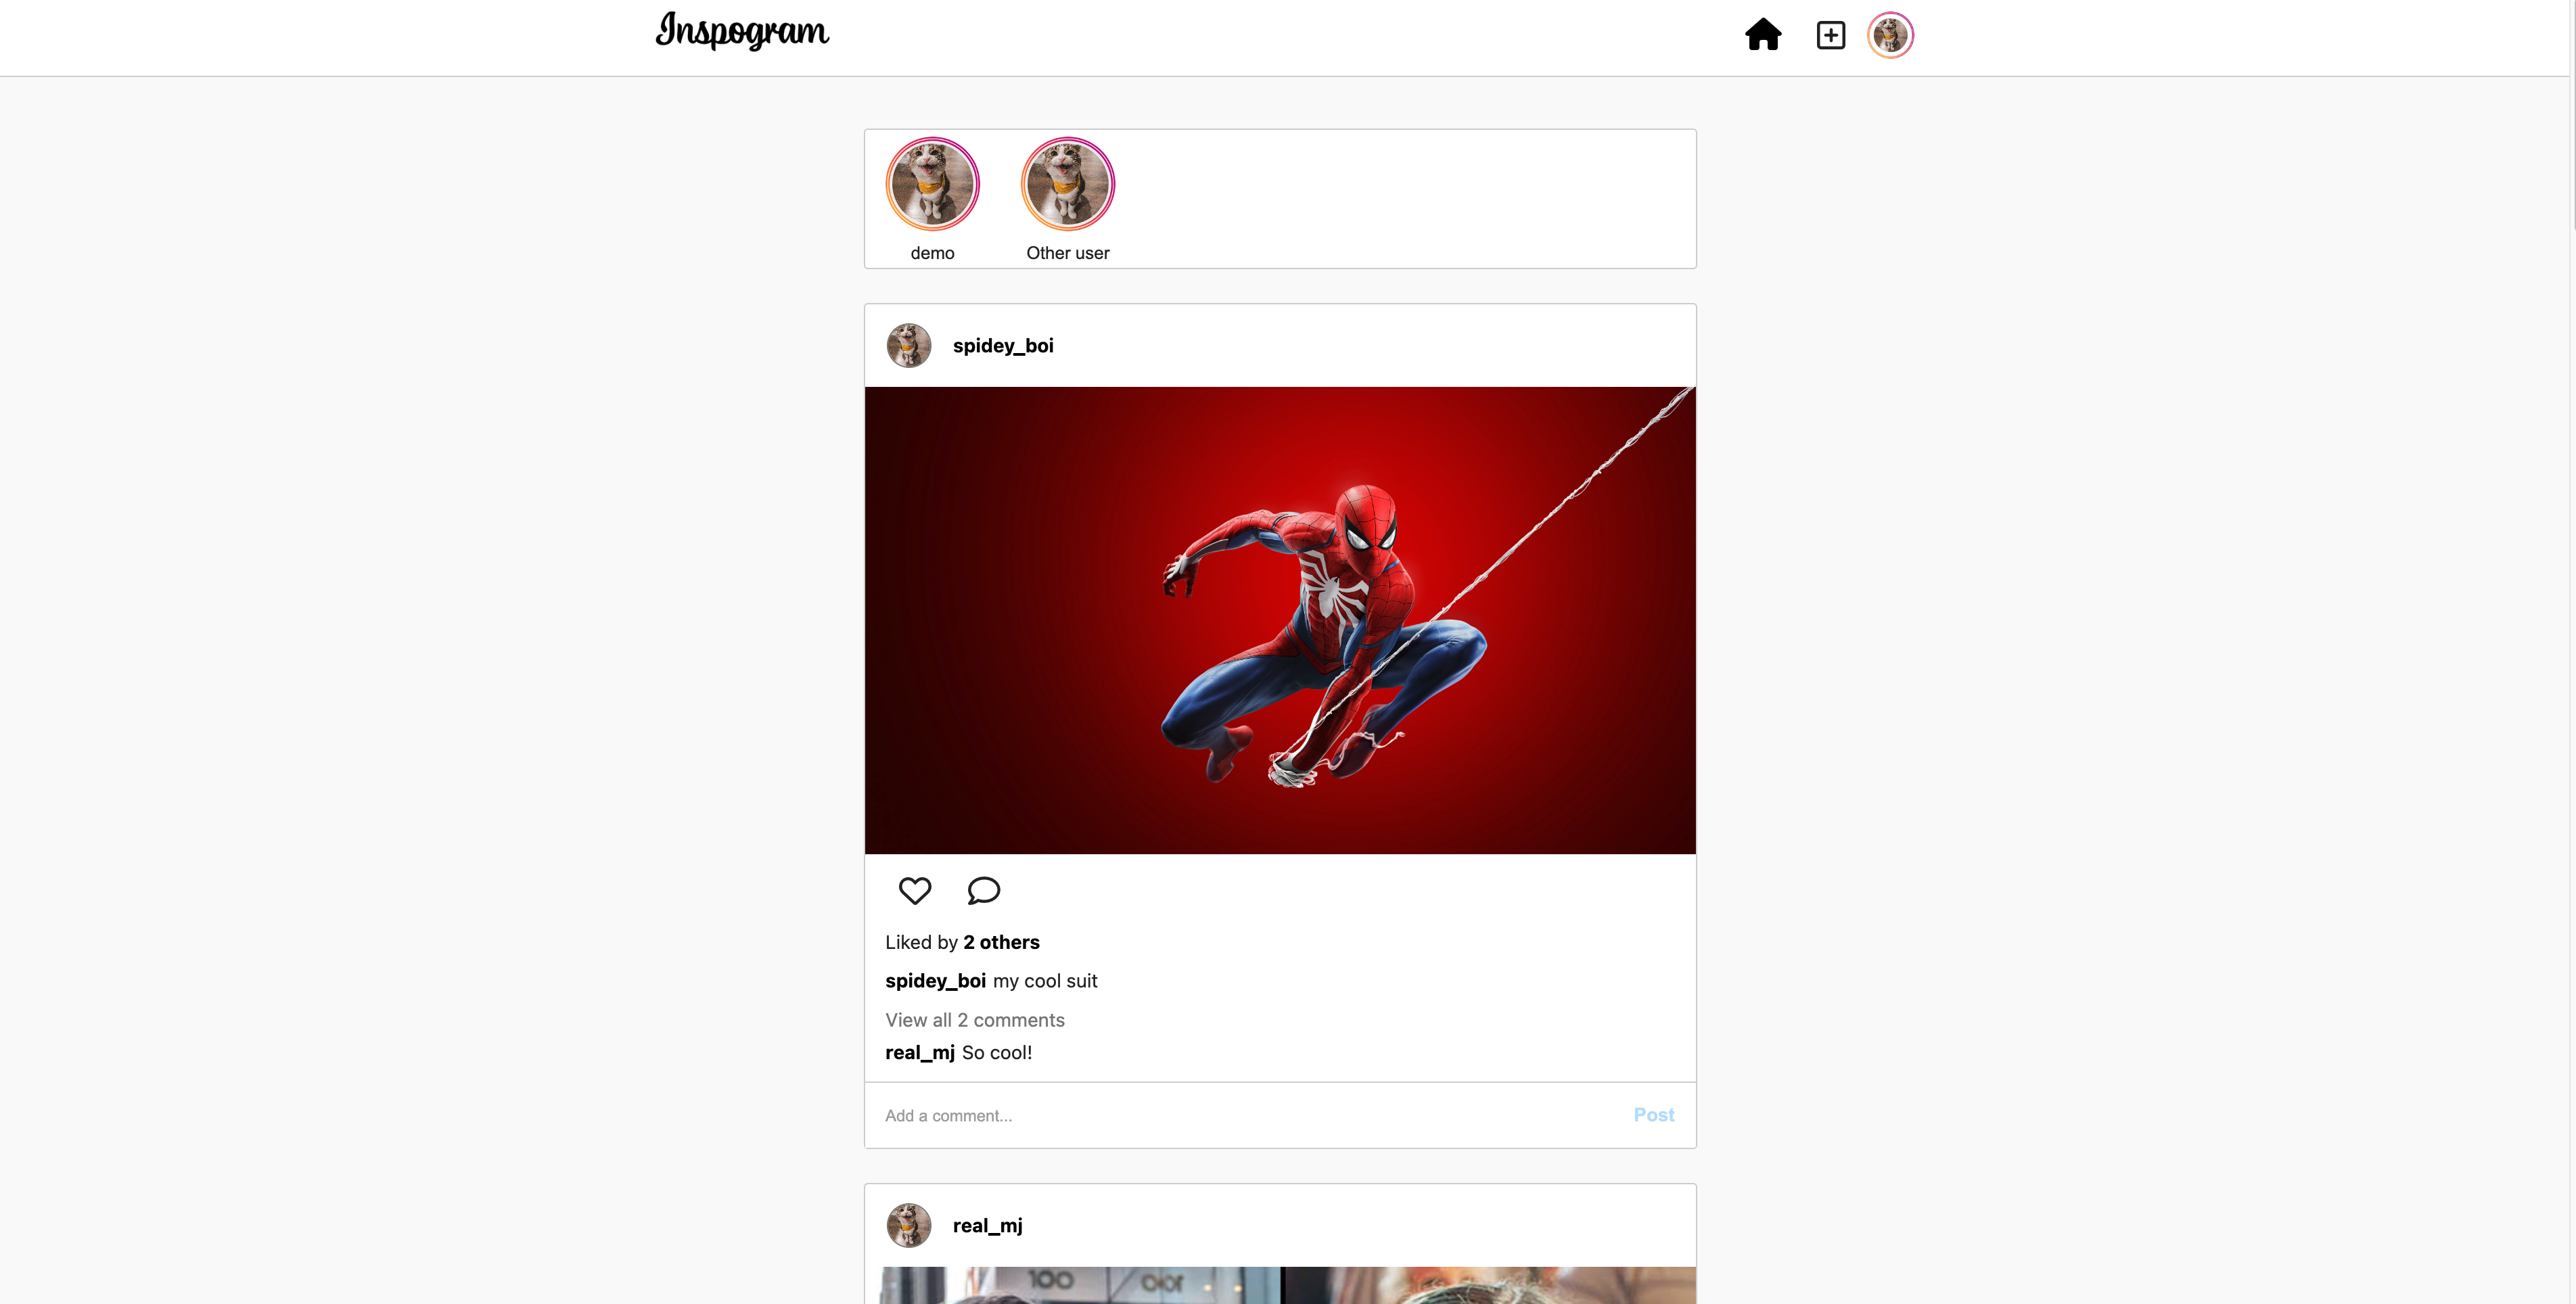 Inspogram
demo
Other user
spidey_boi
Liked by 2 others
spidey_boi my cool suit
View all 2 comments
real_mj So cool!
Add a comment...
Post
real_mj
100